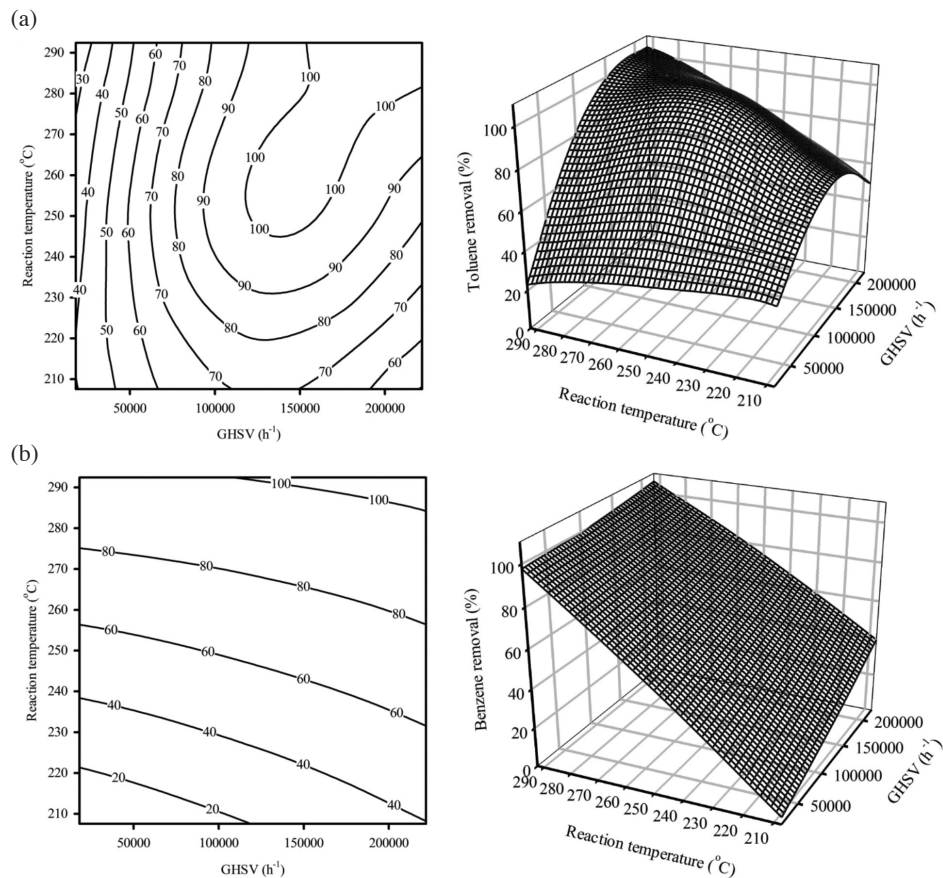 (a)
290
280
270
260
250
240
230
220
210
Reaction temperature (°C)
60
50 70
30 80 100
40
90 100
50
60 70
100
80
40 100 90
70
90
100
50 60
80 80
90 90
40 70
70
50 60 80 80
60
70 70
50000 100000 150000 200000
GHSV (h⁻¹)
100
80
60
40
20
0
Toluene removal (%)
290 280 270 260 250 240 230 220 210
Reaction temperature (°C)
200000
150000
100000
50000
GHSV (h⁻¹)
(b)
290
280
270
260
250
240
230
220
210
Reaction temperature (°C)
100 100
80 80 80 80
60 60 60 60
40 40 40 40
20 20
50000 100000 150000 200000
GHSV (h⁻¹)
100
80
60
40
20
0
Benzene removal (%)
290 280 270 260 250 240 230 220 210
Reaction temperature (°C)
200000
150000
100000
50000
GHSV (h⁻¹)